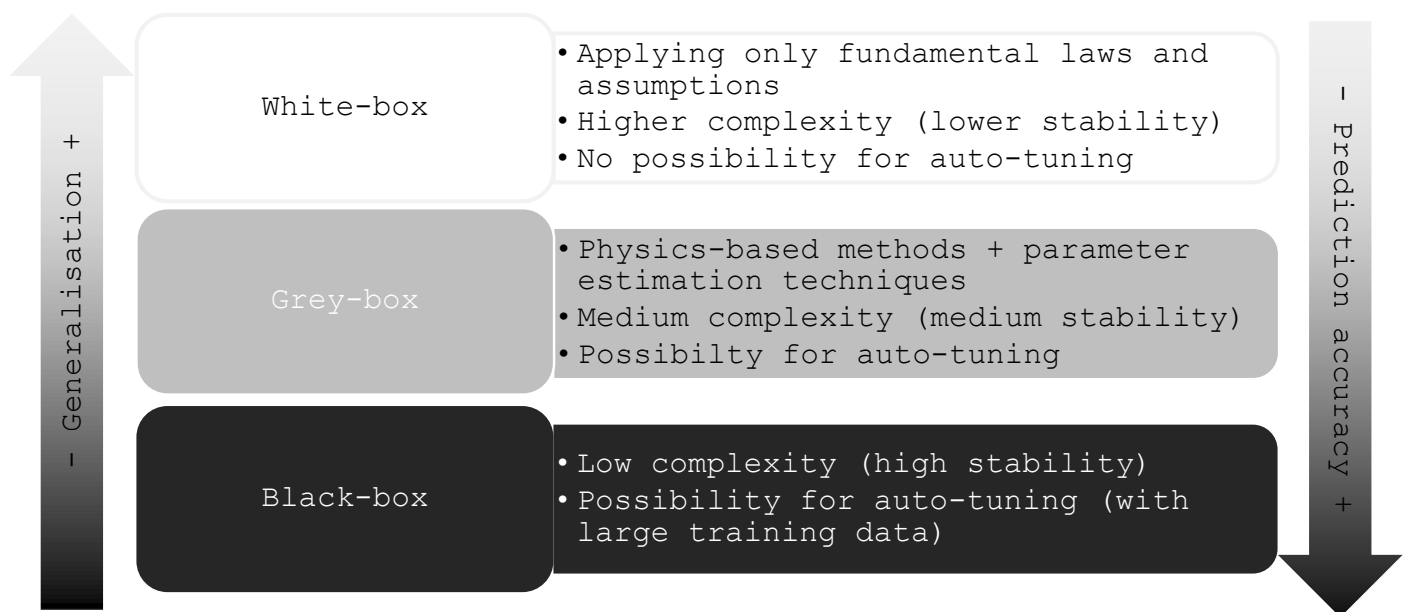 - Generalisation +
White-box
• Applying only fundamental laws and
assumptions
• Higher complexity (lower stability)
• No possibility for auto-tuning
Grey-box
• Physics-based methods + parameter
estimation techniques
• Medium complexity (medium stability)
• Possibilty for auto-tuning
Black-box
• Low complexity (high stability)
• Possibility for auto-tuning (with
large training data)
- Prediction accuracy +